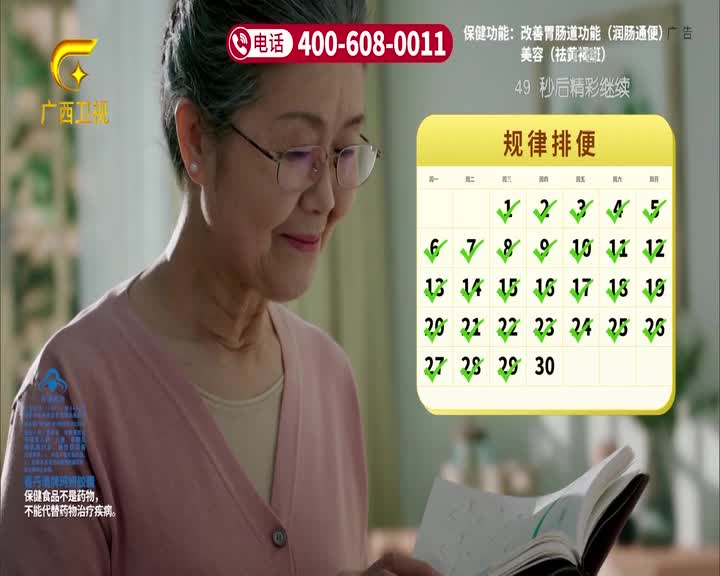 电话 400-608-0011
保健功能：改善胃肠道功能（润肠通便）
美容（祛黄褐斑）
广告
49 秒后精彩继续
广西卫视
规律排便
周一 周二 周三 周四 周五 周六 周日
1 2 3 4 5
6 7 8 9 10 11 12
13 14 15 16 17 18 19
20 21 22 23 24 25 26
27 28 29 30
保健食品不是药物，
不能代替药物治疗疾病。